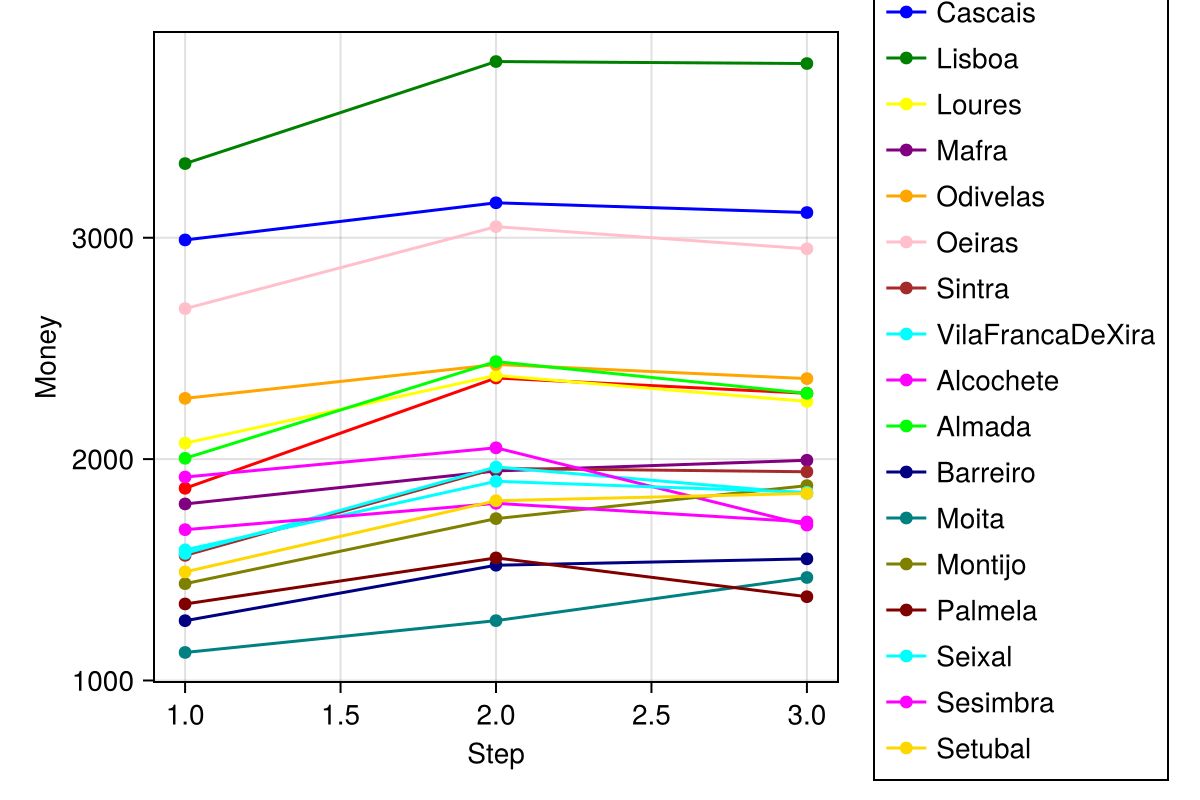 Money
3000
2000
1000
1.0
1.5
2.0
2.5
3.0
Step
Cascais
Lisboa
Loures
Mafra
Odivelas
Oeiras
Sintra
VilaFrancaDeXira
Alcochete
Almada
Barreiro
Moita
Montijo
Palmela
Seixal
Sesimbra
Setubal